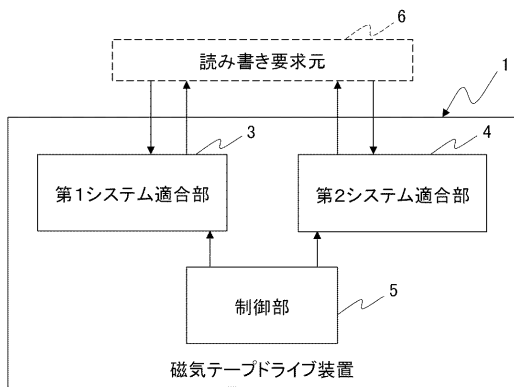 6
読み書き要求元
1
3
4
第1システム適合部
第2システム適合部
制御部
5
磁気テープドライブ装置